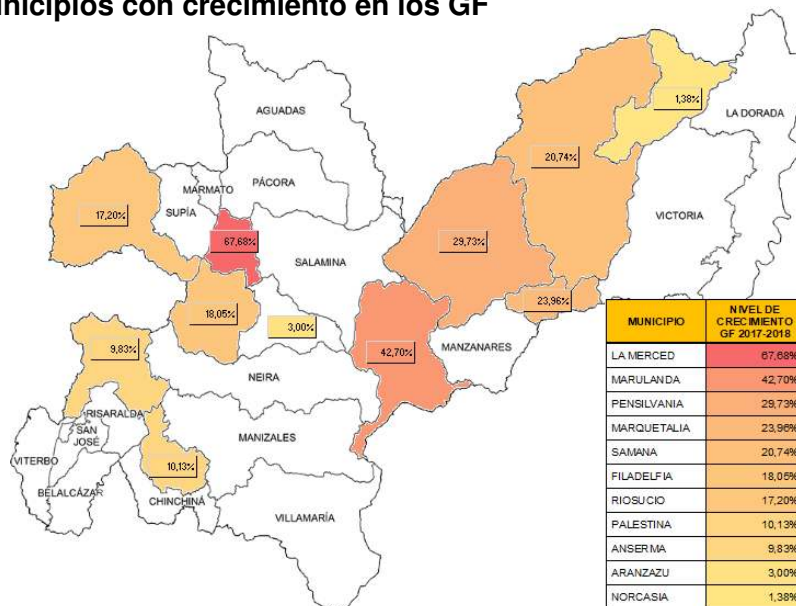 nicipios con crecimiento en los GF
1,38%
LA DORADA
AGUADAS
20,74%
MARMATO
PÁCORA
17,20%
SUPÍA
VICTORIA
67,68%
29,73%
SALAMINA
23,96%
18,05%
3,00%
9,83%
42,70%
MANZANARES
NEIRA
RISARALDA
SAN
JOSÉ
MANIZALES
VITERBO
10,13%
BELALCÁZAR
CHINCHINÁ
VILLAMARÍA
MUNICIPIO NIVEL DE CRECIMIENTO GF 2017-2018
LA MERCED 67,68%
MARULANDA 42,70%
PENSILVANIA 29,73%
MARQUETALIA 23,96%
SAMANA 20,74%
FILADELFIA 18,05%
RIOSUCIO 17,20%
PALESTINA 10,13%
ANSERMA 9,83%
ARANZAZU 3,00%
NORCASIA 1,38%